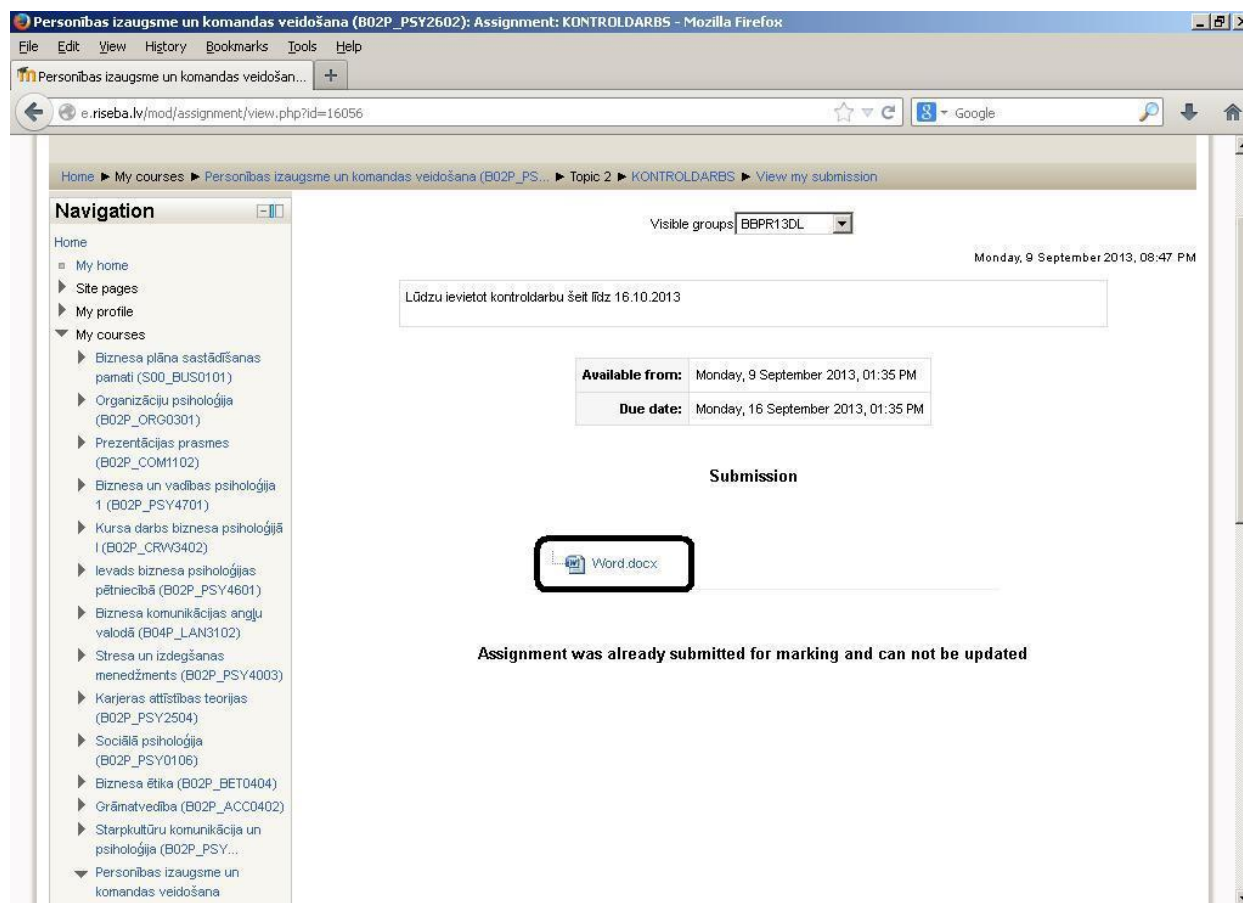 Personības izaugsme un komandas veidošana (B02P_PSY2602): Assignment: KONTROLDARBS - Mozilla Firefox
File Edit View History Bookmarks Tools Help
Personības izaugsme un komandas veidošan... +
e.riseba.lv/mod/assignment/view.php?id=16056
Google
Home ► My courses ► Personības izaugsme un komandas veidošana (B02P_PS... ► Topic 2 ► KONTROLDARBS ► View my submission
Navigation
Home
My home
Site pages
My profile
My courses
Biznesa plāna sastādīšanas
pamati (S00_BUS0101)
Organizāciju psiholoģija
(B02P_ORG0301)
Prezentācijas prasmes
(B02P_COM1102)
Biznesa un vadības psiholoģija
1 (B02P_PSY4701)
Kursa darbs biznesa psiholoģijā
I (B02P_CRW3402)
Ievads biznesa psiholoģijas
pētniecībā (B02P_PSY4601)
Biznesa komunikācijas angļu
valodā (B04P_LAN3102)
Stresa un izdegšanas
menedžments (B02P_PSY4003)
Karjeras attīstības teorijas
(B02P_PSY2504)
Sociālā psiholoģija
(B02P_PSY0106)
Biznesa ētika (B02P_BET0404)
Grāmatvedība (B02P_ACC0402)
Starpkultūru komunikācija un
psiholoģija (B02P_PSY...
Personības izaugsme un
komandas veidošana
Visible groups BBPR13DL
Monday, 9 September 2013, 08:47 PM
Lūdzu ievietot kontroldarbu šeit līdz 16.10.2013
Available from: Monday, 9 September 2013, 01:35 PM
Due date: Monday, 16 September 2013, 01:35 PM
Submission
Word.docx
Assignment was already submitted for marking and can not be updated